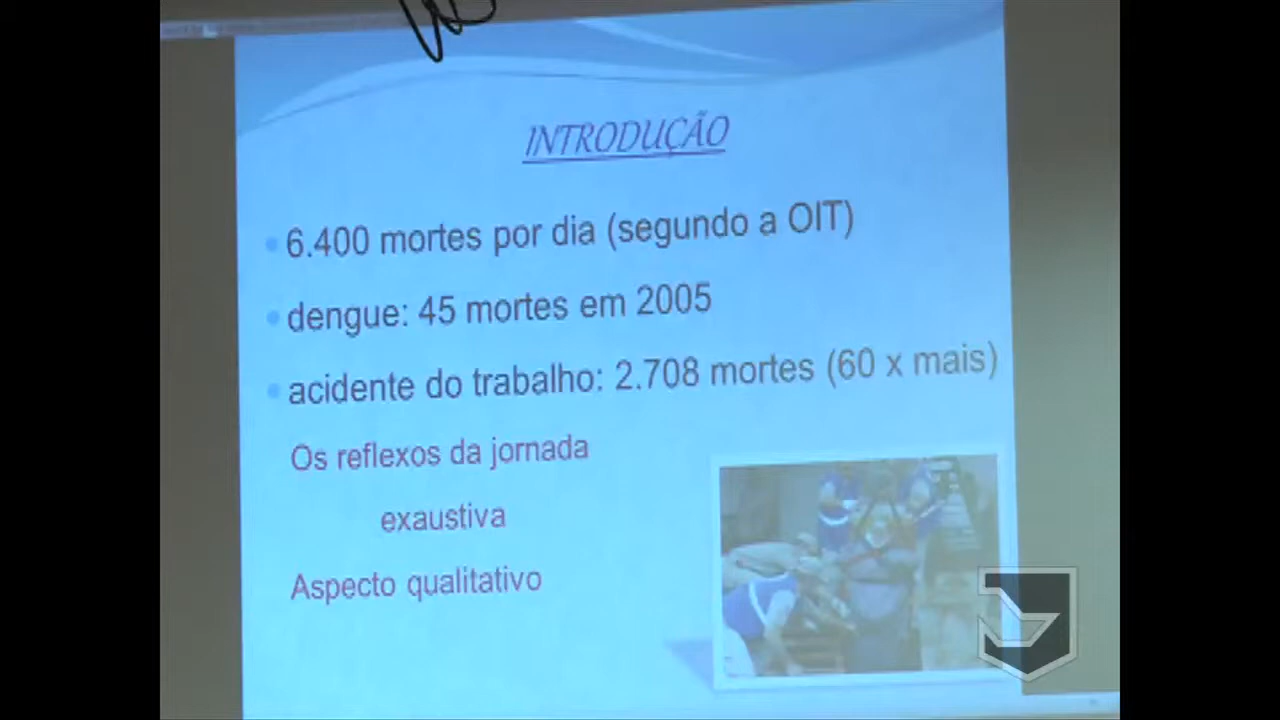 INTRODUÇÃO
6.400 mortes por dia (segundo a OIT)
dengue: 45 mortes em 2005
acidente do trabalho: 2.708 mortes (60 x mais)
Os reflexos da jornada
exaustiva
Aspecto qualitativo